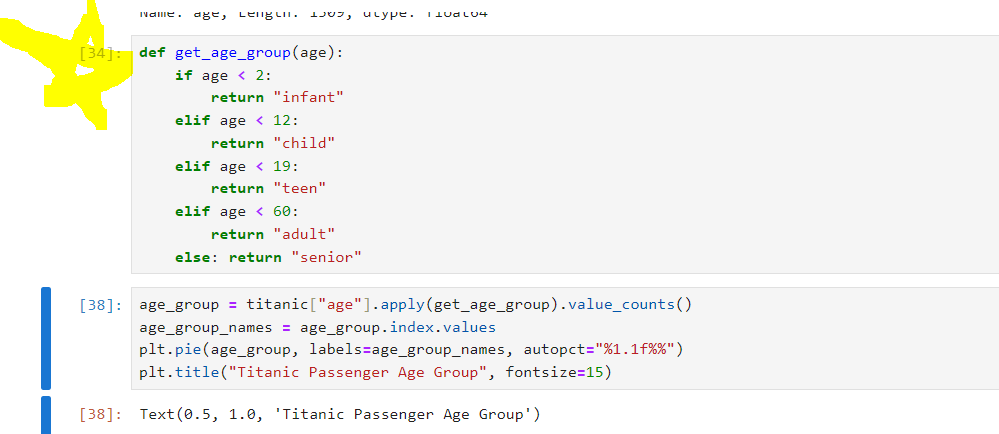 Name: age, Length: 1309, dtype: float64
[34]: def get_age_group(age):
if age < 2:
return "infant"
elif age < 12:
return "child"
elif age < 19:
return "teen"
elif age < 60:
return "adult"
else: return "senior"
[38]: age_group = titanic["age"].apply(get_age_group).value_counts()
age_group_names = age_group.index.values
plt.pie(age_group, labels=age_group_names, autopct="%1.1f%%")
plt.title("Titanic Passenger Age Group", fontsize=15)
[38]: Text(0.5, 1.0, 'Titanic Passenger Age Group')